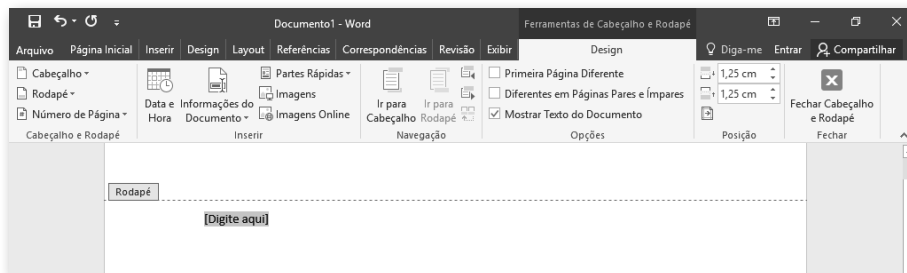 Documento1 - Word
Ferramentas de Cabeçalho e Rodapé
Arquivo Página Inicial Inserir Design Layout Referências Correspondências Revisão Exibir Design Diga-me Entrar Compartilhar
Cabeçalho
Rodapé
Número de Página
Cabeçalho e Rodapé
Data e Hora
Informações do Documento
Partes Rápidas
Imagens
Imagens Online
Inserir
Ir para Cabeçalho
Ir para Rodapé
Navegação
Primeira Página Diferente
Diferentes em Páginas Pares e Ímpares
Mostrar Texto do Documento
Opções
1,25 cm
1,25 cm
Posição
Fechar Cabeçalho e Rodapé
Fechar
Rodapé
[Digite aqui]